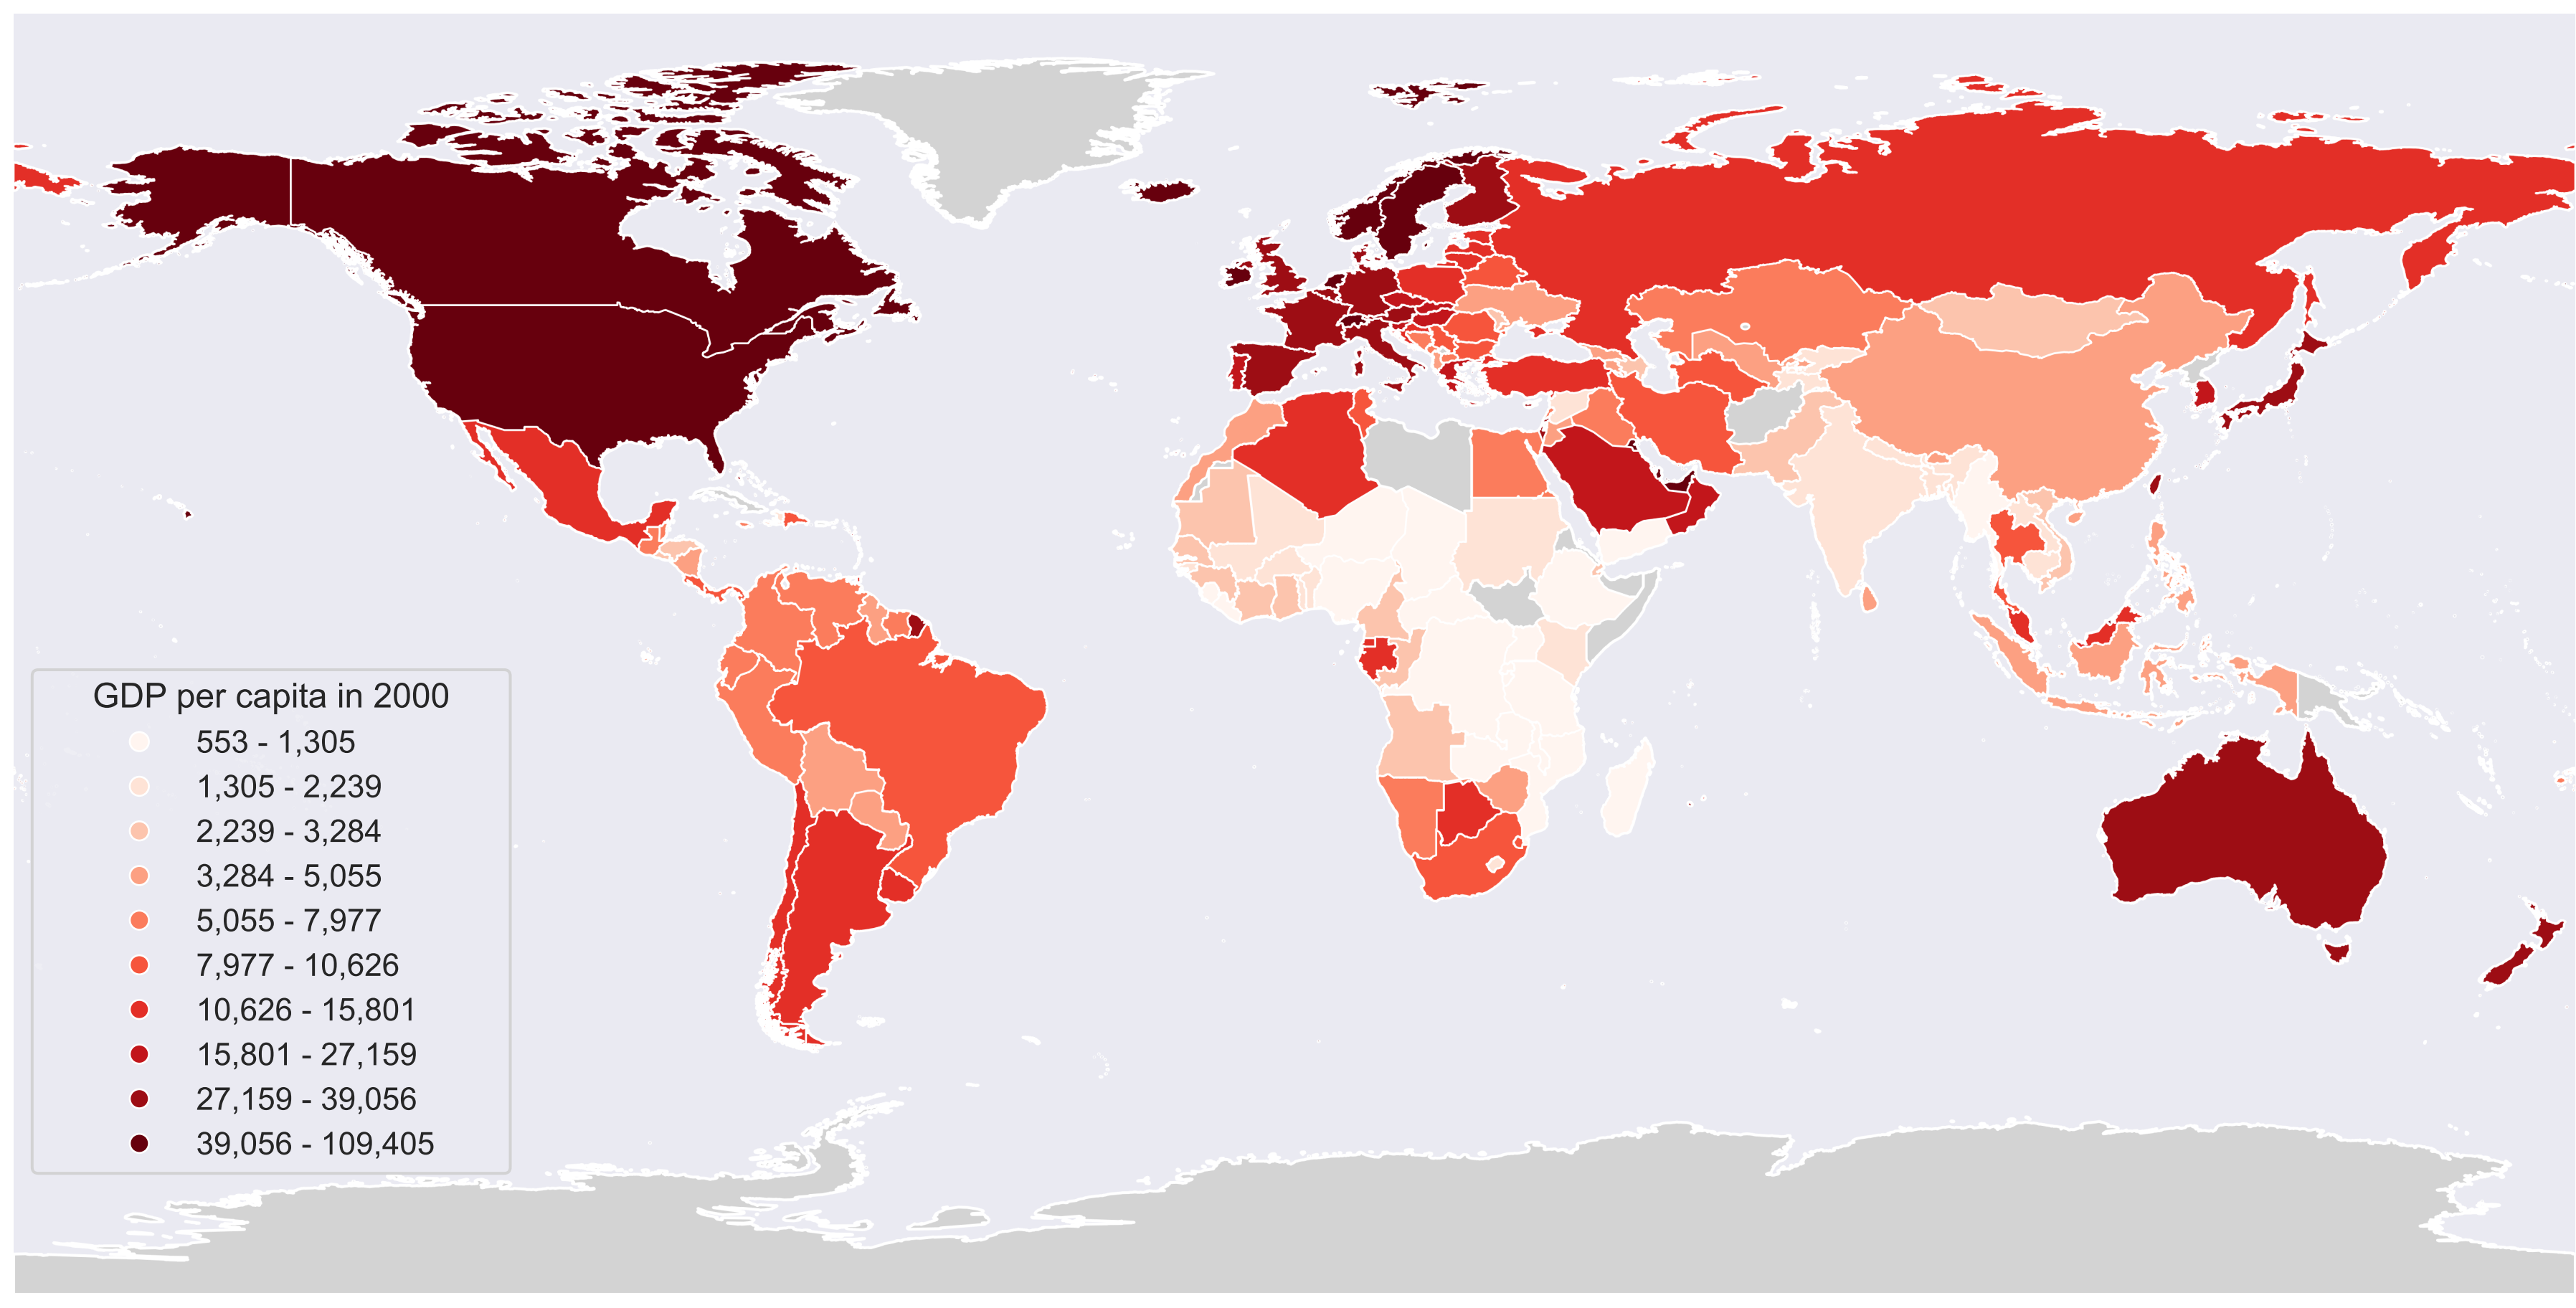 GDP per capita in 2000
553 - 1,305
1,305 - 2,239
2,239 - 3,284
3,284 - 5,055
5,055 - 7,977
7,977 - 10,626
10,626 - 15,801
15,801 - 27,159
27,159 - 39,056
39,056 - 109,405